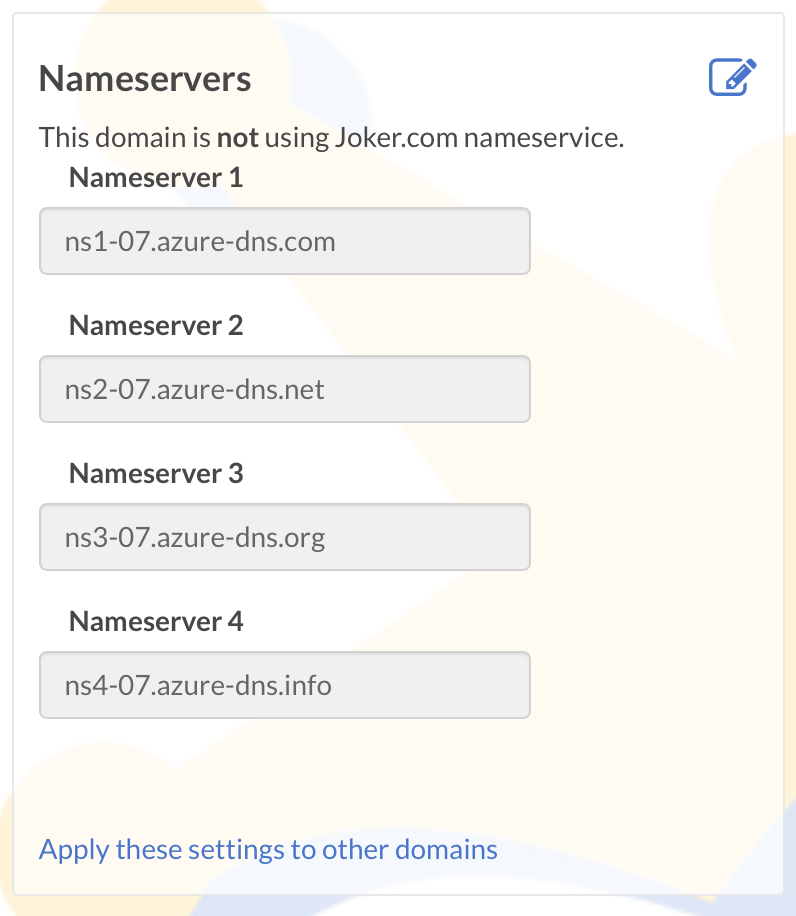 Nameservers
This domain is not using Joker.com nameservice.
Nameserver 1
ns1-07.azure-dns.com
Nameserver 2
ns2-07.azure-dns.net
Nameserver 3
ns3-07.azure-dns.org
Nameserver 4
ns4-07.azure-dns.info
Apply these settings to other domains